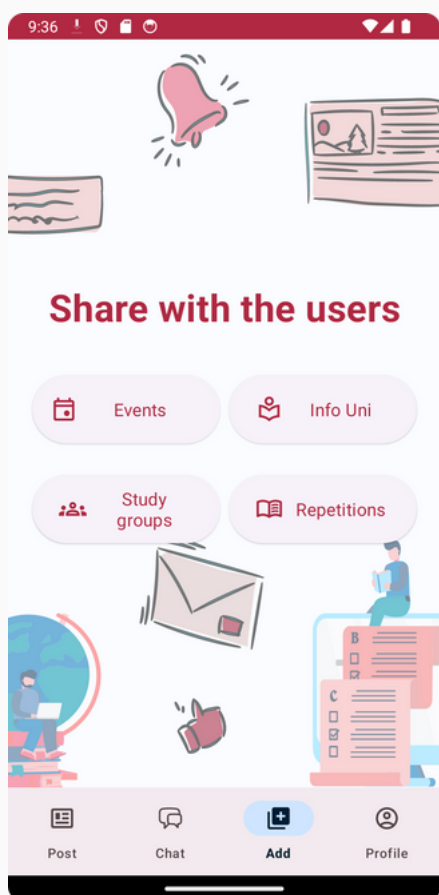 9:36
Share with the users
Events
Info Uni
Study
groups
Repetitions
B
C
Post
Chat
Add
Profile